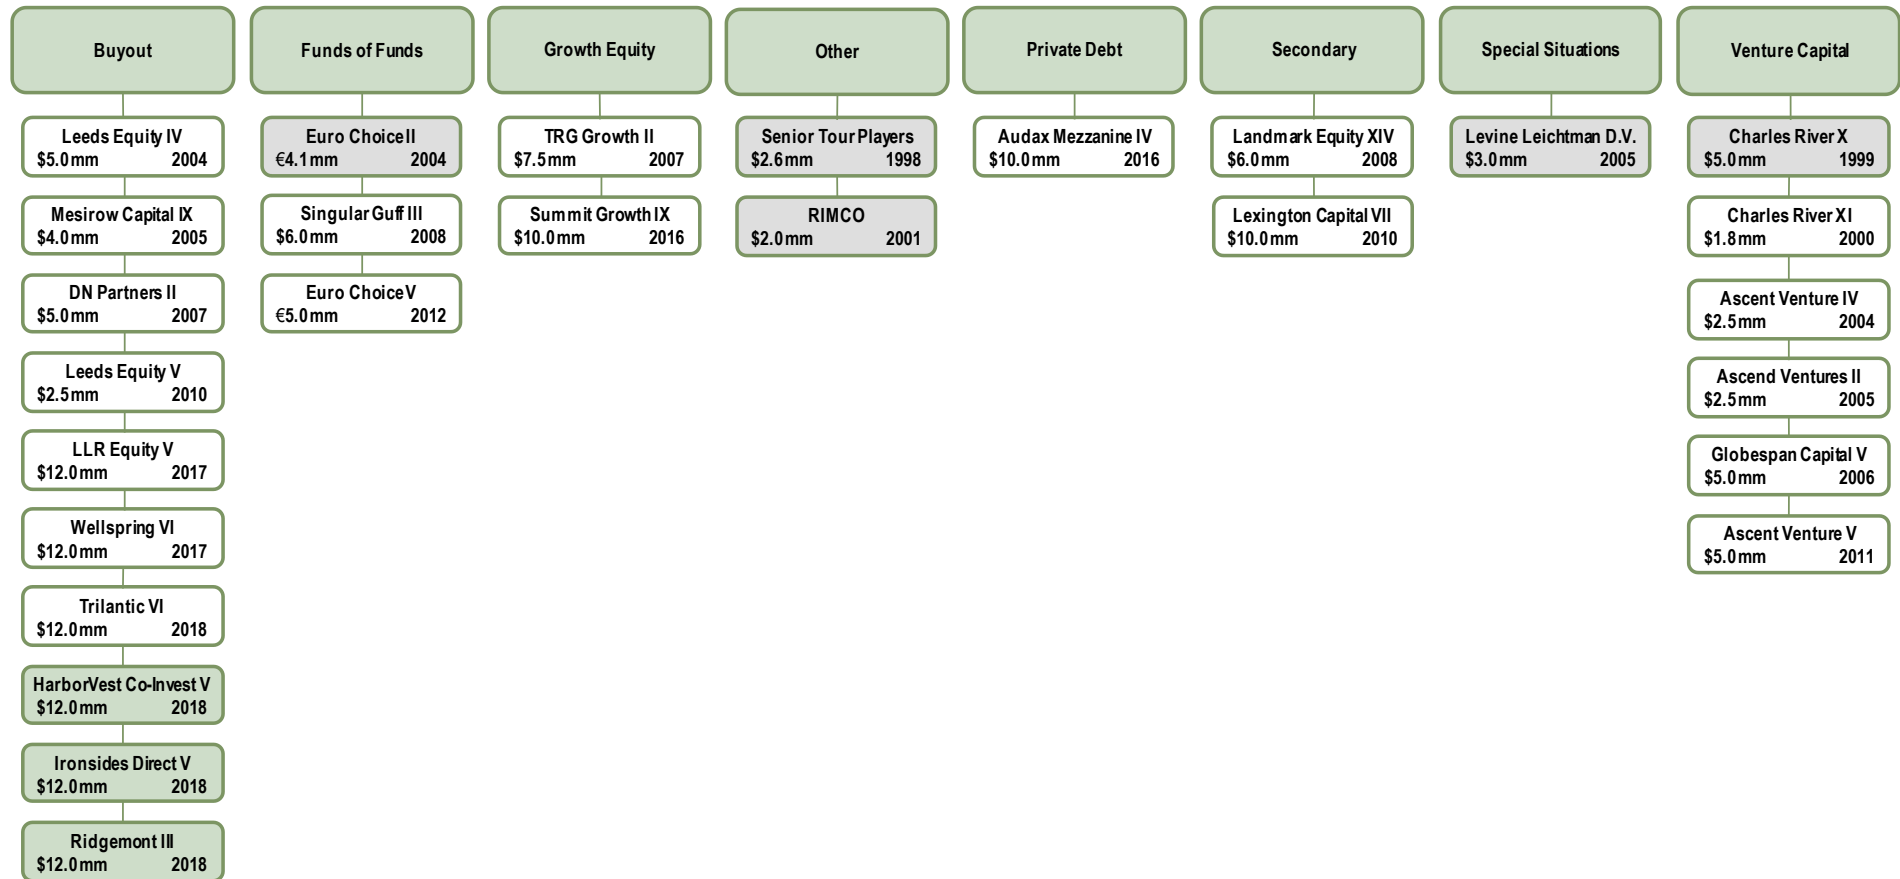 Buyout
Leeds Equity IV
$5.0mm 2004
Mesirow Capital IX
$4.0mm 2005
DN Partners II
$5.0mm 2007
Leeds Equity V
$2.5mm 2010
LLR Equity V
$12.0mm 2017
Wellspring VI
$12.0mm 2017
Trilantic VI
$12.0mm 2018
HarborVest Co-Invest V
$12.0mm 2018
Ironsides Direct V
$12.0mm 2018
Ridgemont III
$12.0mm 2018
Funds of Funds
Euro Choice II
€4.1mm 2004
Singular Guff III
$6.0mm 2008
Euro Choice V
€5.0mm 2012
Growth Equity
TRG Growth II
$7.5mm 2007
Summit Growth IX
$10.0mm 2016
Other
Senior Tour Players
$2.6mm 1998
RIMCO
$2.0mm 2001
Private Debt
Audax Mezzanine IV
$10.0mm 2016
Secondary
Landmark Equity XIV
$6.0mm 2008
Lexington Capital VII
$10.0mm 2010
Special Situations
Levine Leichtman D.V.
$3.0mm 2005
Venture Capital
Charles River X
$5.0mm 1999
Charles River XI
$1.8mm 2000
Ascent Venture IV
$2.5mm 2004
Ascend Ventures II
$2.5mm 2005
Globespan Capital V
$5.0mm 2006
Ascent Venture V
$5.0mm 2011